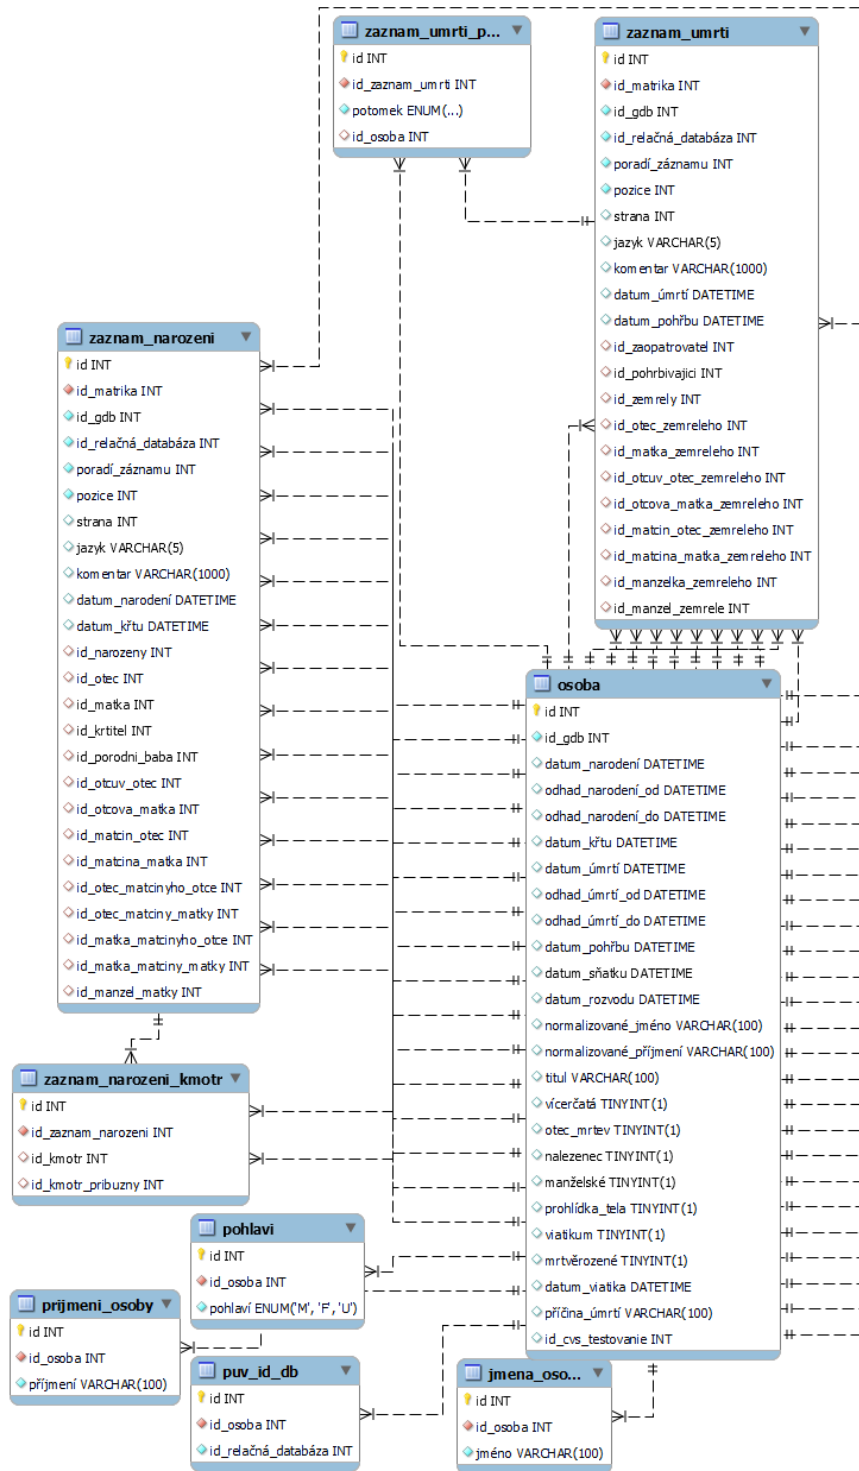 zaznam_umrti_p...
id INT
id_zaznam_umrti INT
potomek ENUM(...)
id_osoba INT
zaznam_umrti
id INT
id_matrika INT
id_gdb INT
id_relačná_databáza INT
poradí_záznamu INT
pozice INT
strana INT
jazyk VARCHAR(5)
komentar VARCHAR(1000)
datum_úmrtí DATETIME
datum_pohřbu DATETIME
id_zaopatrovatel INT
id_pohrbivajici INT
id_zemrely INT
id_otec_zemreleho INT
id_matka_zemreleho INT
id_otcuv_otec_zemreleho INT
id_otcova_matka_zemreleho INT
id_matcin_otec_zemreleho INT
id_matcina_matka_zemreleho INT
id_manzelka_zemreleho INT
id_manzel_zemrele INT
zaznam_narozeni
id INT
id_matrika INT
id_gdb INT
id_relačná_databáza INT
poradí_záznamu INT
pozice INT
strana INT
jazyk VARCHAR(5)
komentar VARCHAR(1000)
datum_narodení DATETIME
datum_křtu DATETIME
id_narozeny INT
id_otec INT
id_matka INT
id_krtitel INT
id_porodni_baba INT
id_otcuv_otec INT
id_otcova_matka INT
id_matcin_otec INT
id_matcina_matka INT
id_otec_matcinyho_otce INT
id_otec_matciny_matky INT
id_matka_matcinyho_otce INT
id_matka_matciny_matky INT
id_manzel_matky INT
osoba
id INT
id_gdb INT
datum_narodení DATETIME
odhad_narodení_od DATETIME
odhad_narodení_do DATETIME
datum_křtu DATETIME
datum_úmrtí DATETIME
odhad_úmrtí_od DATETIME
odhad_úmrtí_do DATETIME
datum_pohřbu DATETIME
datum_sňatku DATETIME
datum_rozvodu DATETIME
normalizované_jméno VARCHAR(100)
normalizované_příjmení VARCHAR(100)
titul VARCHAR(100)
vícerčatá TINYINT(1)
otec_mrtev TINYINT(1)
nalezenec TINYINT(1)
manželské TINYINT(1)
prohlídka_tela TINYINT(1)
viatikum TINYINT(1)
mrtvěrozené TINYINT(1)
datum_viatika DATETIME
příčina_úmrtí VARCHAR(100)
id_cvs_testovanie INT
zaznam_narozeni_kmotr
id INT
id_zaznam_narozeni INT
id_kmotr INT
id_kmotr_pribuzny INT
pohlavi
id INT
id_osoba INT
pohlaví ENUM('M', 'F', 'U')
prijmeni_osoby
id INT
id_osoba INT
příjmení VARCHAR(100)
puv_id_db
id INT
id_osoba INT
id_relačná_databáza INT
jmena_oso...
id INT
id_osoba INT
jméno VARCHAR(100)